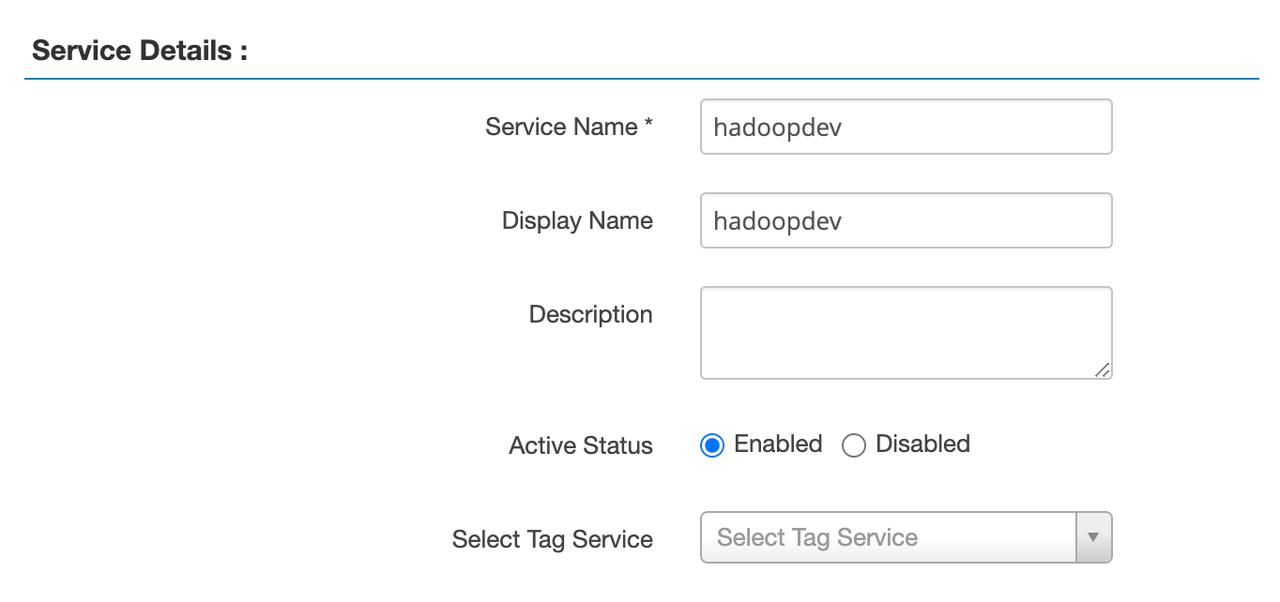 Service Details :
Service Name * hadoopdev
Display Name hadoopdev
Description
Active Status Enabled Disabled
Select Tag Service Select Tag Service